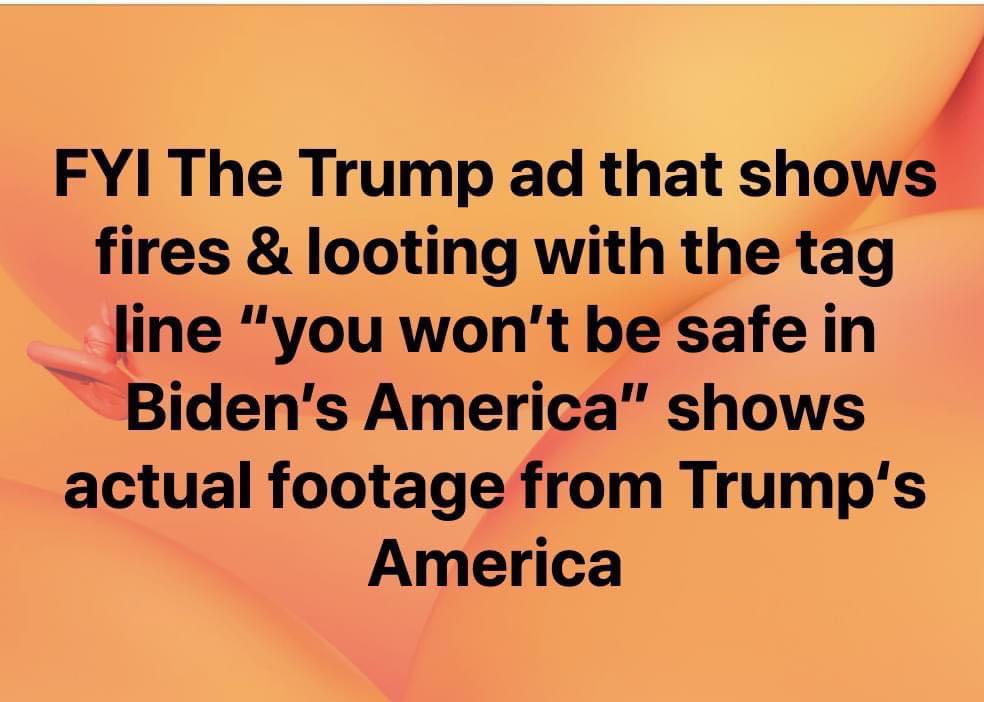 FYI The Trump ad that shows
fires & looting with the tag
line “you won’t be safe in
Biden’s America” shows
actual footage from Trump‘s
America